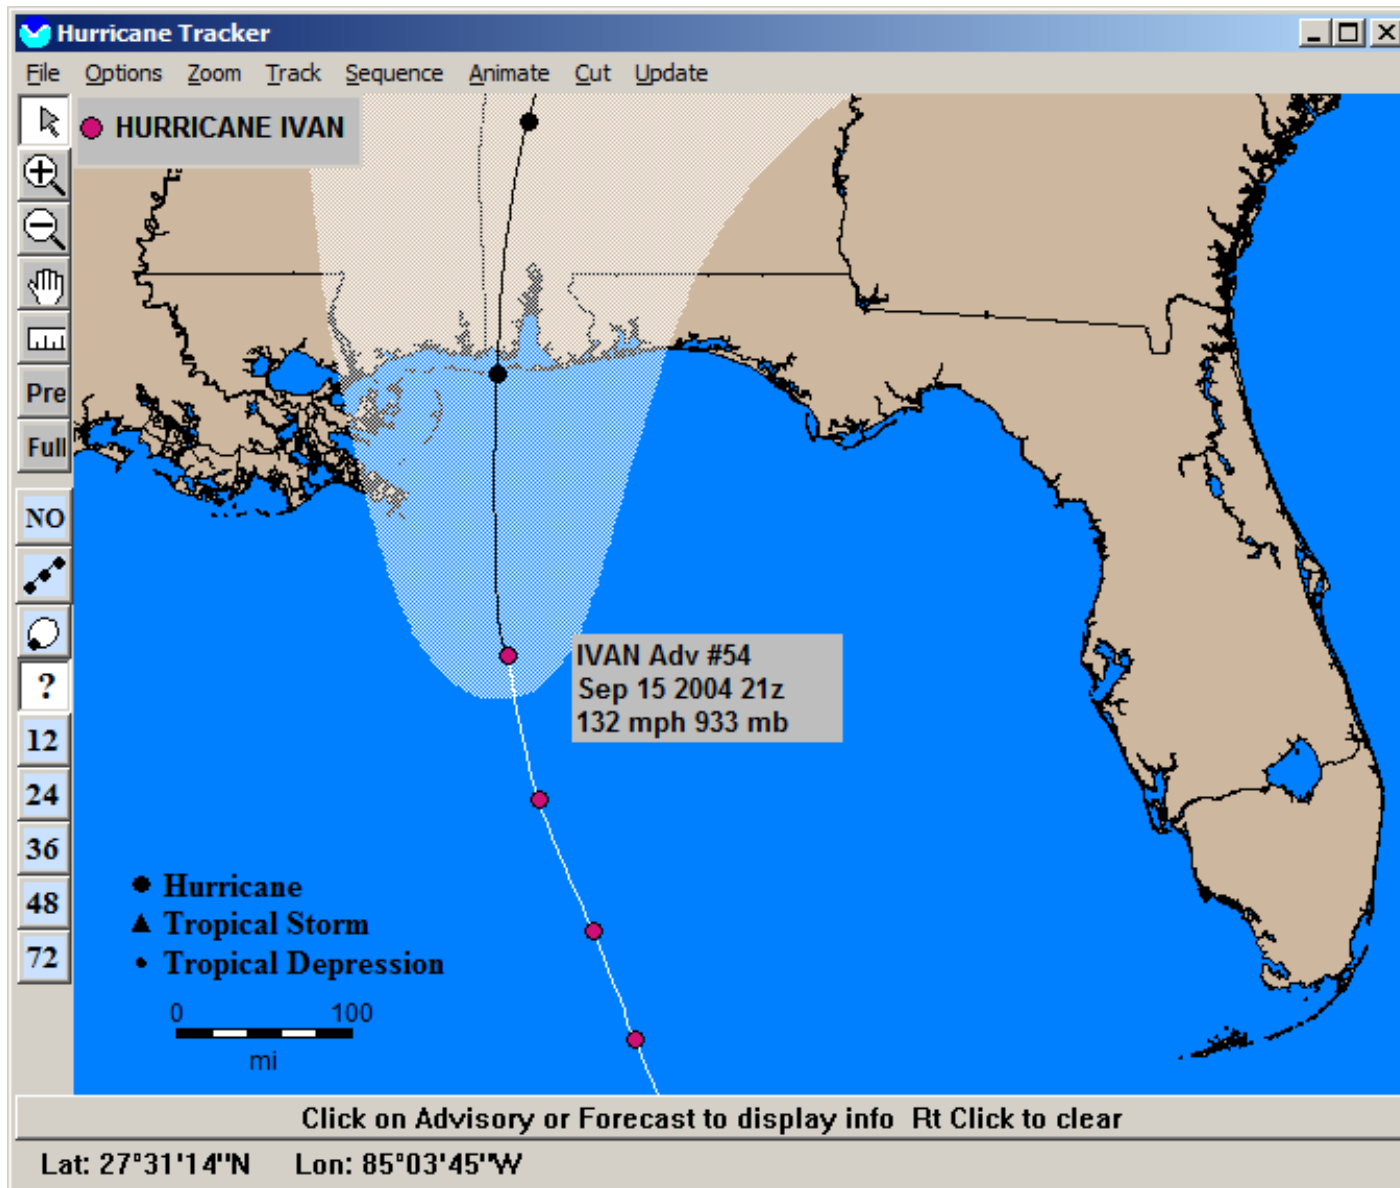 Hurricane Tracker
File Options Zoom Track Sequence Animate Cut Update
HURRICANE IVAN
Pre
Full
NO
?
12
24
36
48
72
IVAN Adv #54
Sep 15 2004 21z
132 mph 933 mb
Hurricane
Tropical Storm
Tropical Depression
0 100
mi
Click on Advisory or Forecast to display info Rt Click to clear
Lat: 27°31'14"N Lon: 85°03'45"W